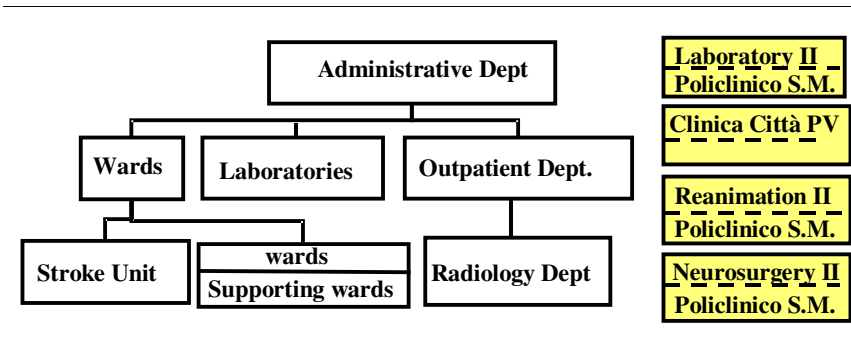 Administrative Dept
Wards
Laboratories
Outpatient Dept.
Stroke Unit
wards
Supporting wards
Radiology Dept
Laboratory II
Policlinico S.M.
Clinica Città PV
Reanimation II
Policlinico S.M.
Neurosurgery II
Policlinico S.M.